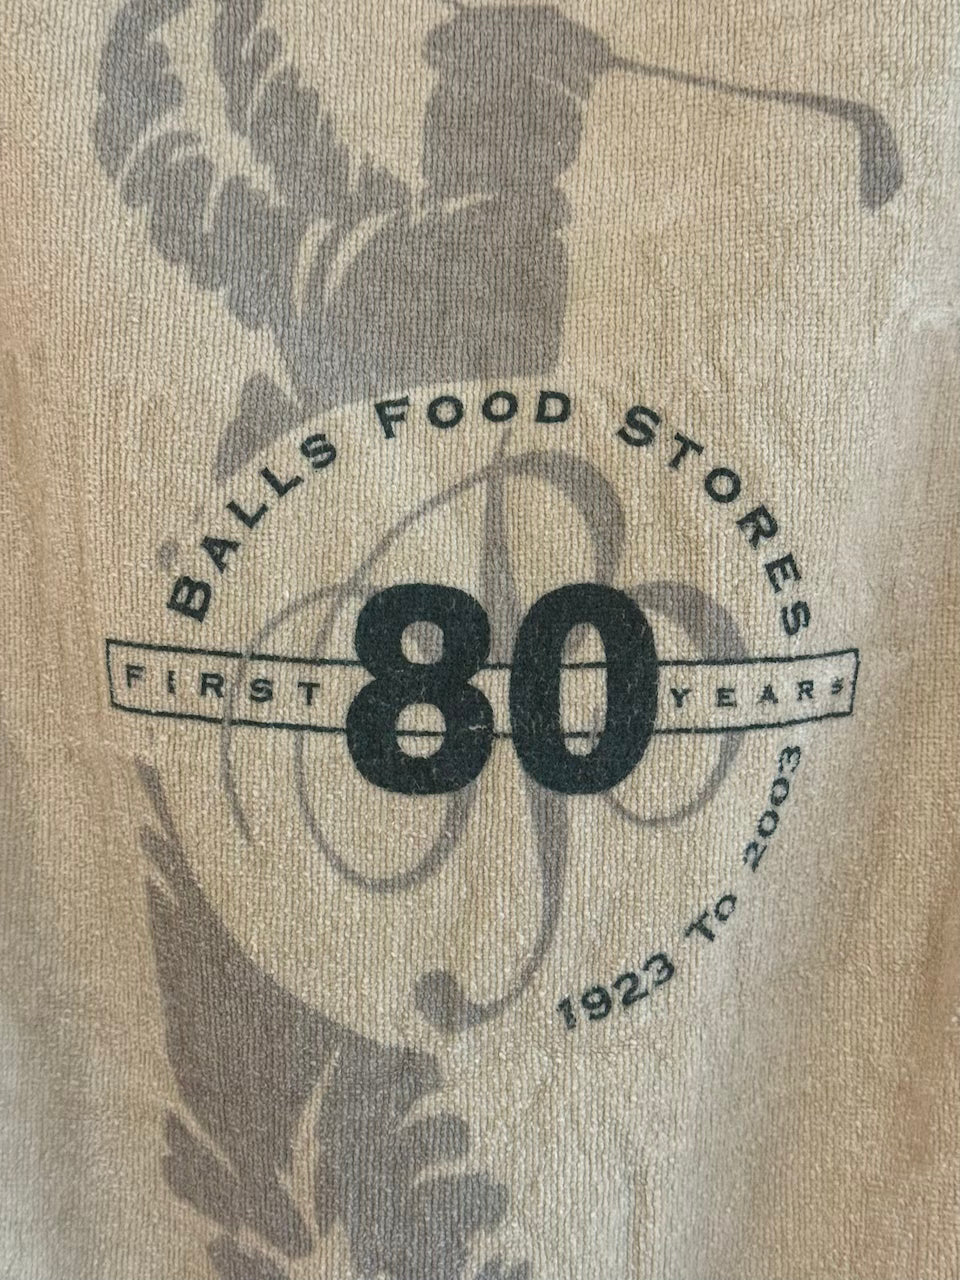 BALLS FOOD STORES
FIRST 80 YEARS
1923 TO 2003